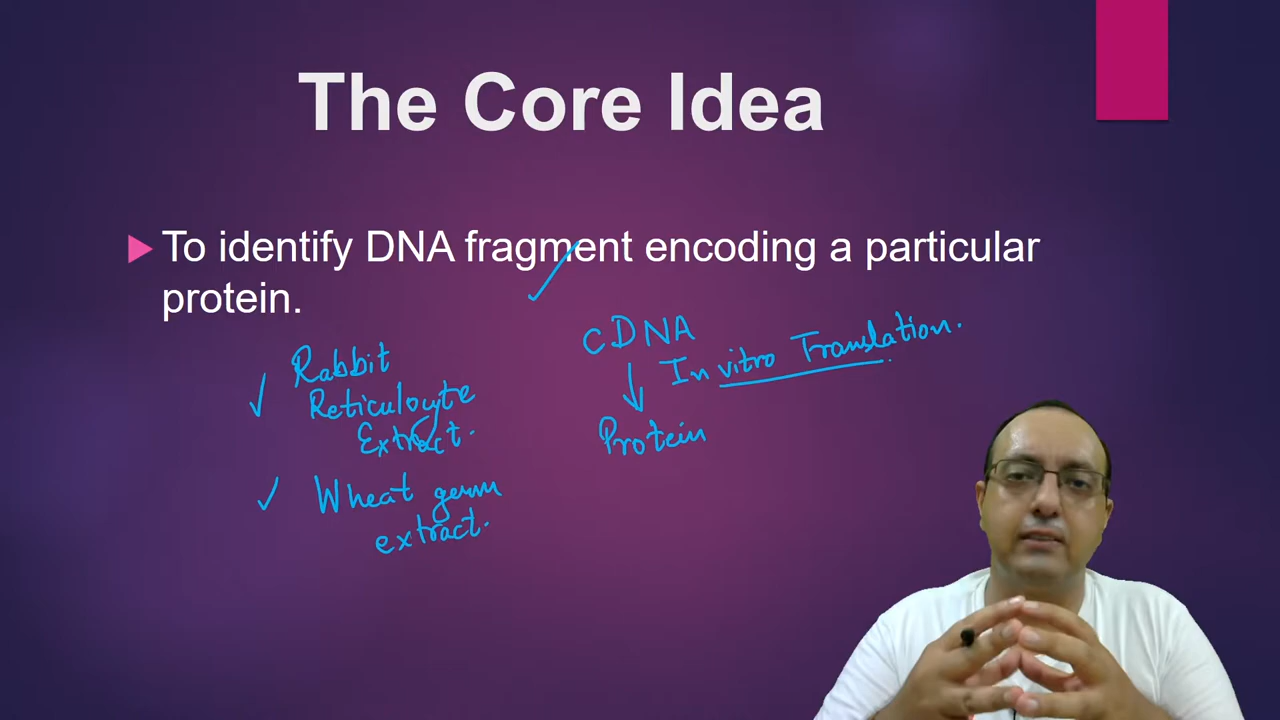 The Core Idea
To identify DNA fragment encoding a particular
protein.
Rabbit
Reticulocyte
Extract.
Wheat germ
extract.
cDNA
In vitro Translation.
Protein